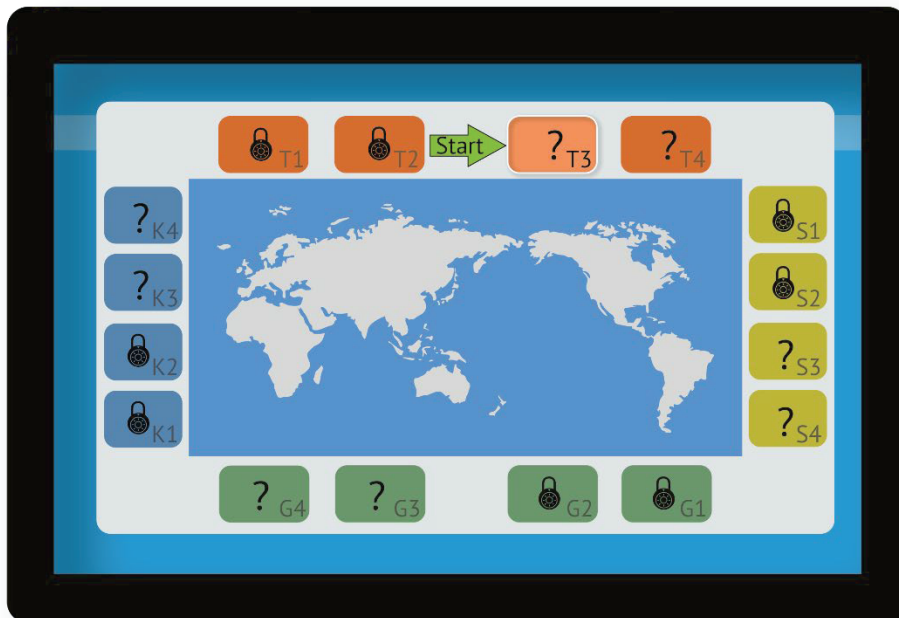 T1 T2 Start ? T3 ? T4
? K4
S1
? K3
S2
K2
? S3
K1
? S4
? G4 ? G3 G2 G1